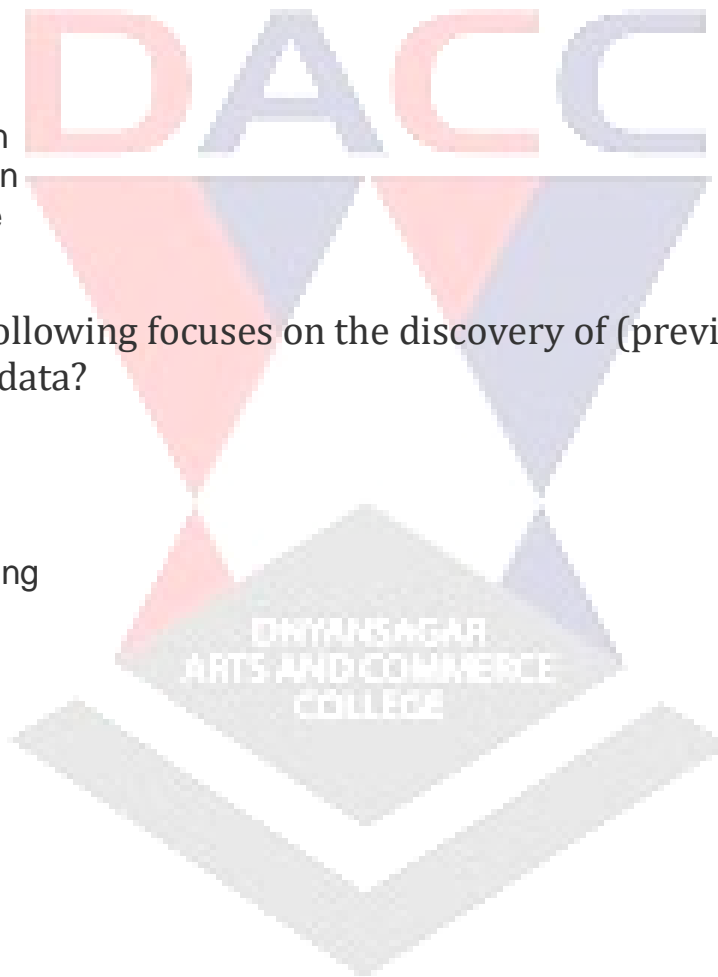 DACC
n
n
e
ollowing focuses on the discovery of (previ
data?
ng
DNYANSAGAR
ARTS AND COMMERCE
COLLEGE